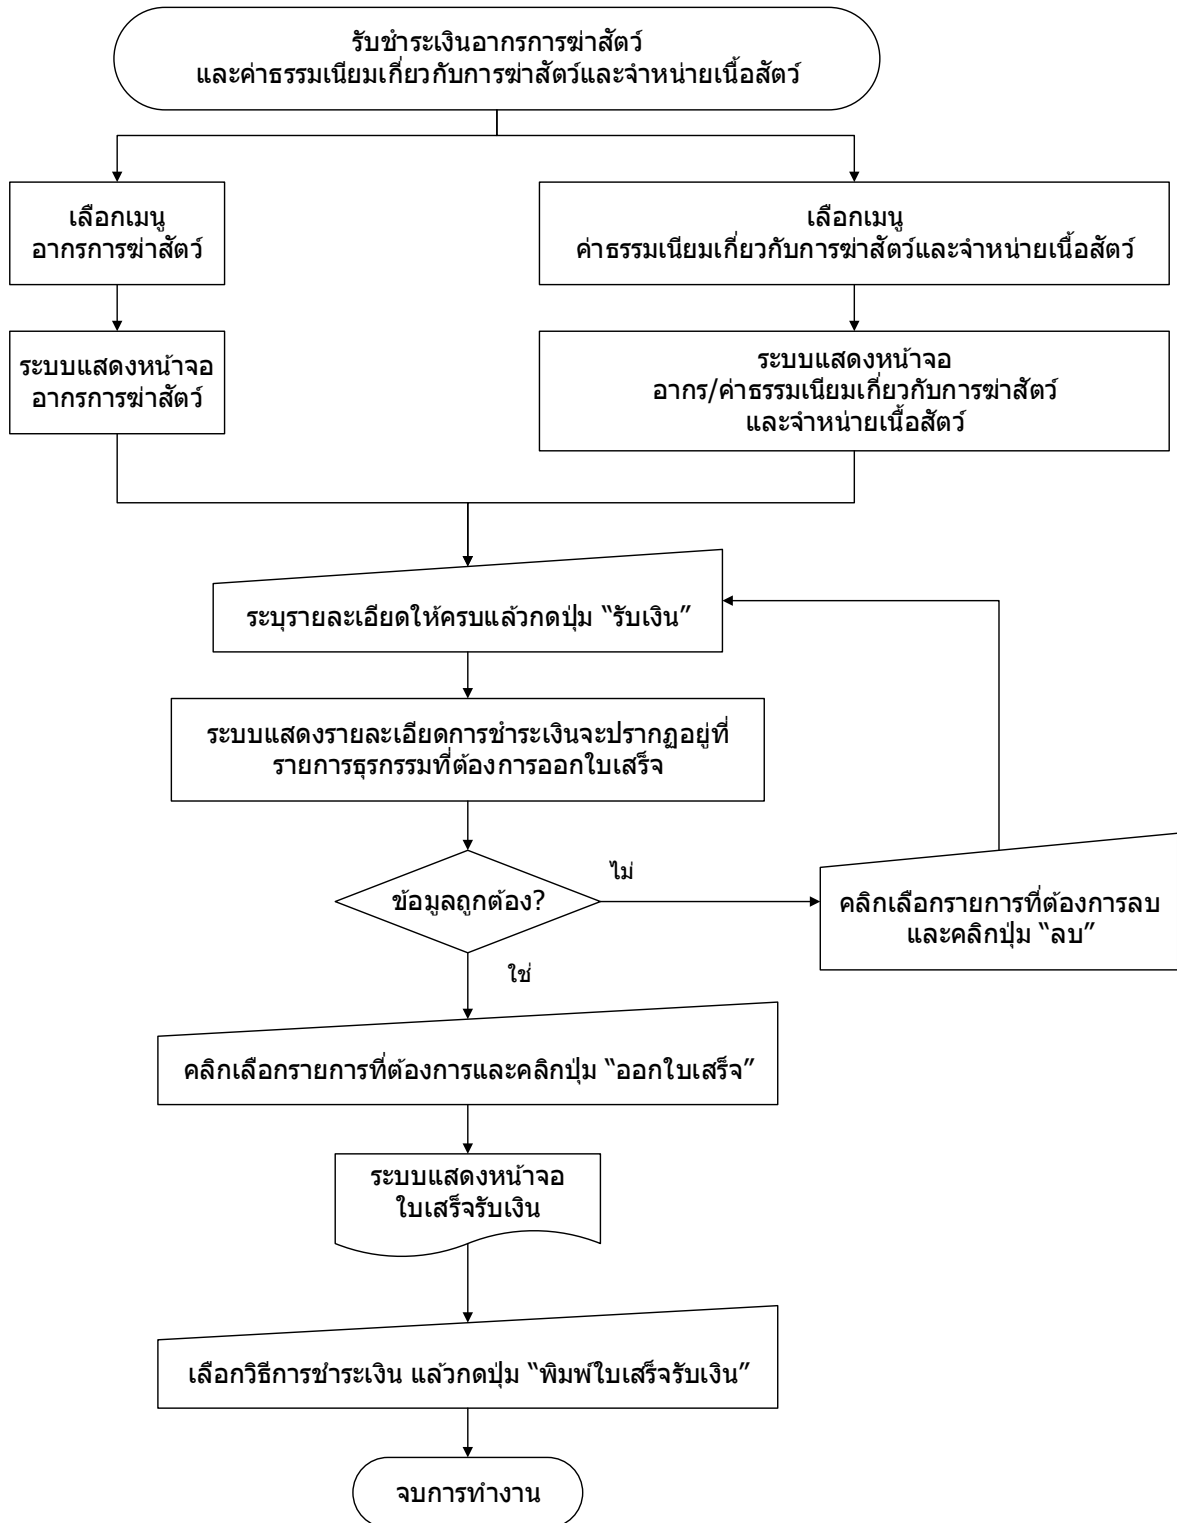 รับชำระเงินอากรการฆ่าสัตว์
และค่าธรรมเนียมเกี่ยวกับการฆ่าสัตว์และจำหน่ายเนื้อสัตว์
เลือกเมนู
อากรการฆ่าสัตว์
เลือกเมนู
ค่าธรรมเนียมเกี่ยวกับการฆ่าสัตว์และจำหน่ายเนื้อสัตว์
ระบบแสดงหน้าจอ
อากรการฆ่าสัตว์
ระบบแสดงหน้าจอ
อากร/ค่าธรรมเนียมเกี่ยวกับการฆ่าสัตว์
และจำหน่ายเนื้อสัตว์
ระบุรายละเอียดให้ครบแล้วกดปุ่ม “รับเงิน”
ระบบแสดงรายละเอียดการชำระเงินจะปรากฏอยู่ที่
รายการธุรกรรมที่ต้องการออกใบเสร็จ
ข้อมูลถูกต้อง?
ไม่
คลิกเลือกรายการที่ต้องการลบ
และคลิกปุ่ม “ลบ”
ใช่
คลิกเลือกรายการที่ต้องการและคลิกปุ่ม “ออกใบเสร็จ”
ระบบแสดงหน้าจอ
ใบเสร็จรับเงิน
เลือกวิธีการชำระเงิน แล้วกดปุ่ม “พิมพ์ใบเสร็จรับเงิน”
จบการทำงาน